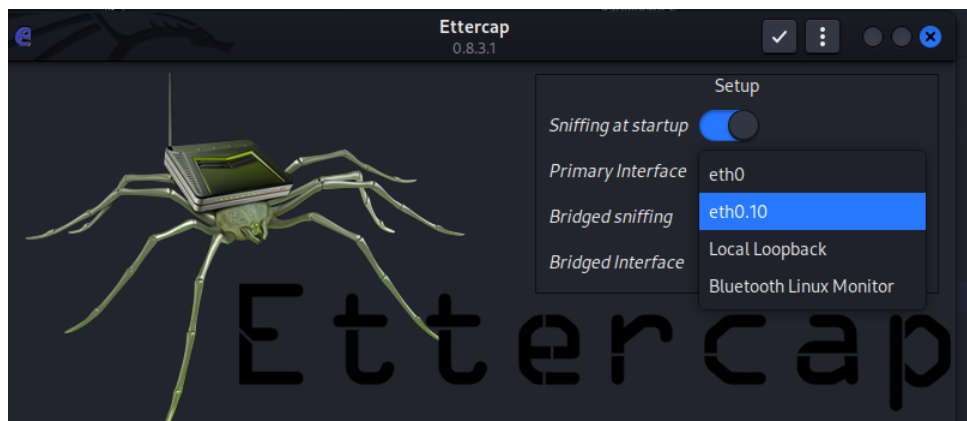 Ettercap
0.8.3.1
Setup
Sniffing at startup
Primary Interface
eth0
eth0.10
Bridged sniffing
Local Loopback
Bridged Interface
Bluetooth Linux Monitor
Ettercap